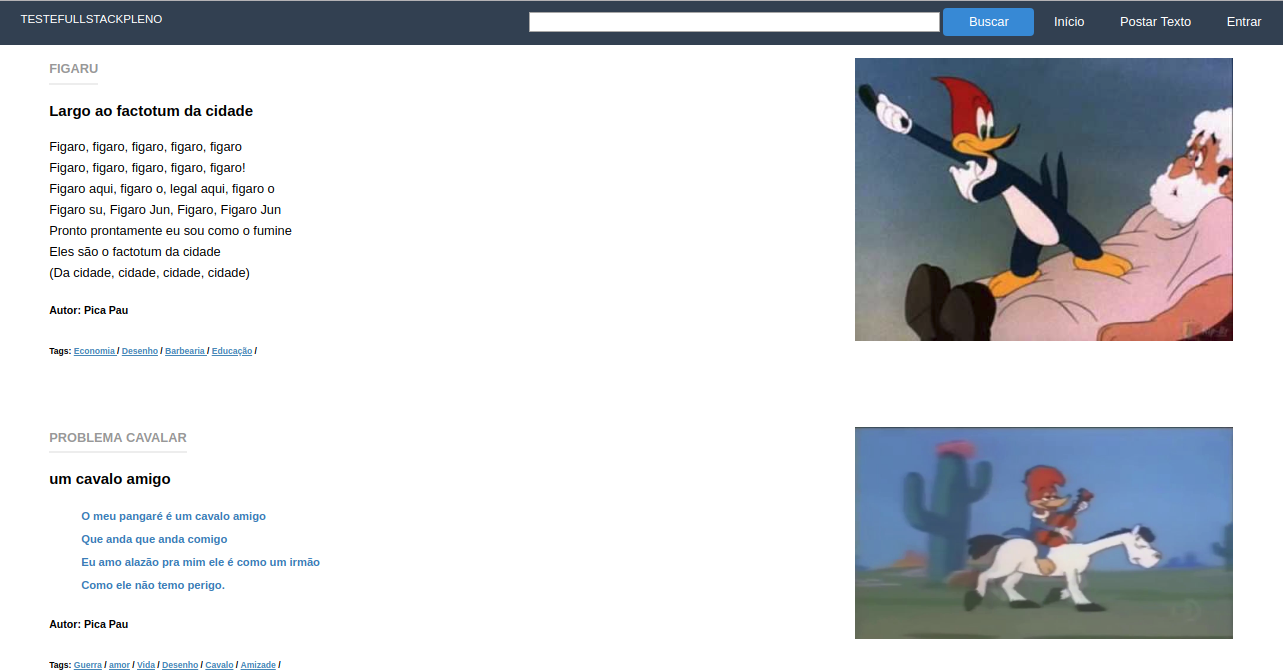 TESTEFULLSTACKPLENO
Buscar
Início
Postar Texto
Entrar
FIGARU
Largo ao factotum da cidade
Figaro, figaro, figaro, figaro, figaro
Figaro, figaro, figaro, figaro, figaro!
Figaro aqui, figaro o, legal aqui, figaro o
Figaro su, Figaro Jun, Figaro, Figaro Jun
Pronto prontamente eu sou como o fumine
Eles são o factotum da cidade
(Da cidade, cidade, cidade, cidade)
Autor: Pica Pau
Tags: Economia / Desenho / Barbearia / Educação /
PROBLEMA CAVALAR
um cavalo amigo
O meu pangaré é um cavalo amigo
Que anda que anda comigo
Eu amo alazão pra mim ele é como um irmão
Como ele não temo perigo.
Autor: Pica Pau
Tags: Guerra / amor / Vida / Desenho / Cavalo / Amizade /